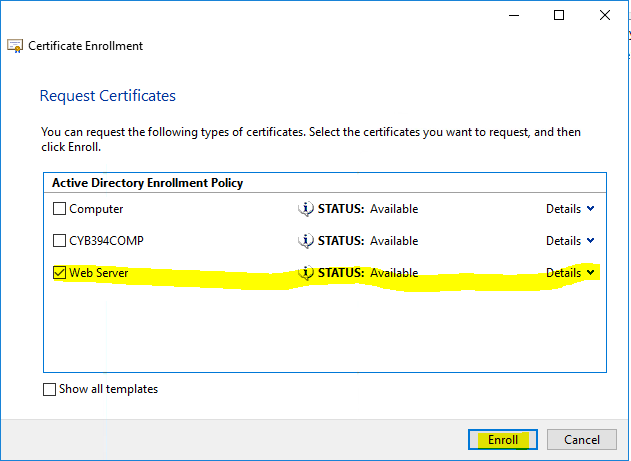 Certificate Enrollment
Request Certificates
You can request the following types of certificates. Select the certificates you want to request, and then
click Enroll.
Active Directory Enrollment Policy
Computer STATUS: Available Details
CYB394COMP STATUS: Available Details
Web Server STATUS: Available Details
Show all templates
Enroll Cancel